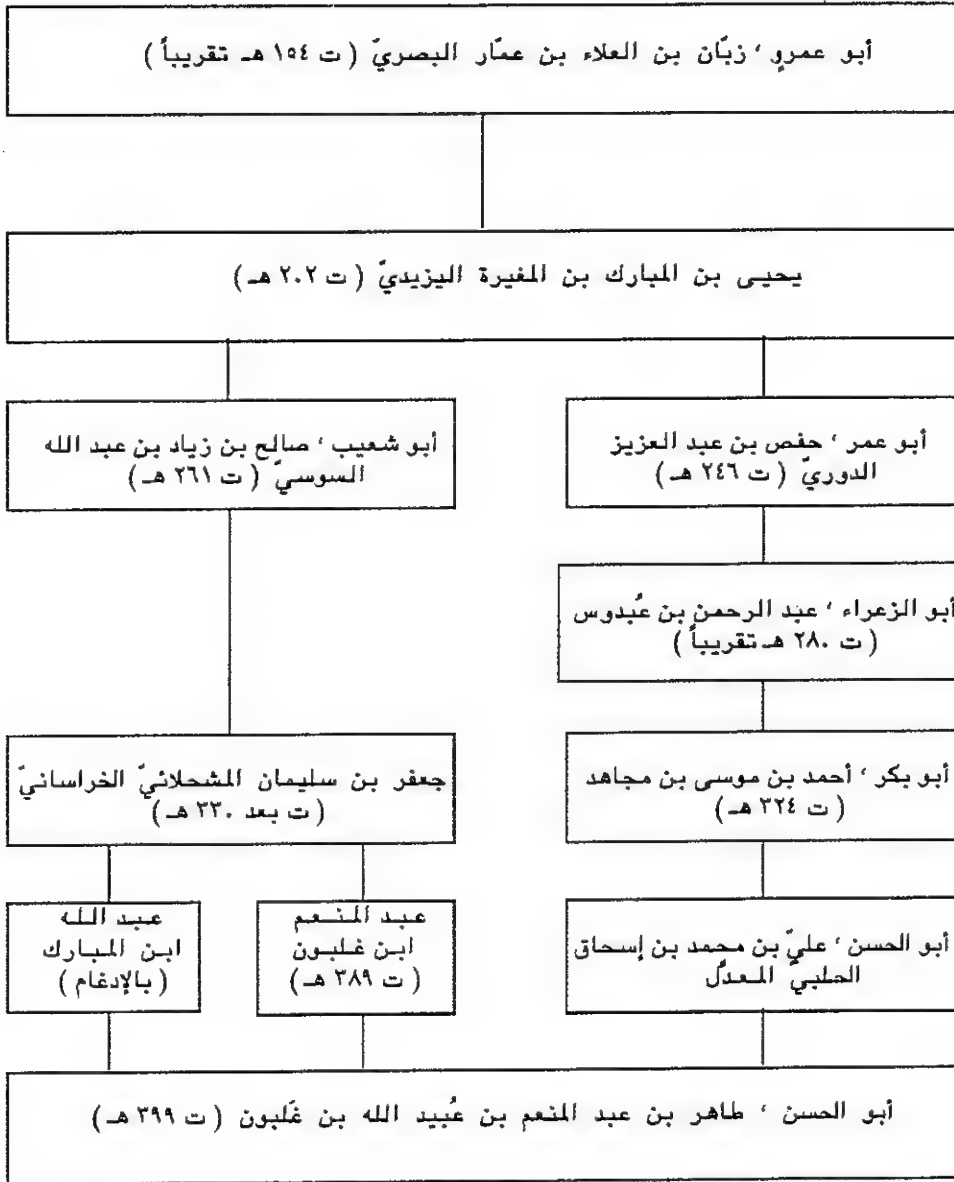 أبو عمروٍ ، زبّان بن العلاء بن عمّار البصريّ ( ت ١٥٤ هـ تقريباً )
يحيى بن المبارك بن المغيرة اليزيديّ ( ت ٢٠٢ هـ )
أبو عمر ، حفص بن عبد العزيز
الدوريّ ( ت ٢٤٦ هـ )
أبو شعيب ، صالح بن زياد بن عبد الله
السوسيّ ( ت ٢٦١ هـ )
أبو الزعراء ، عبد الرحمن بن عُبدوس
( ت ٢٨٠ هـ تقريباً )
أبو بكر ، أحمد بن موسى بن مجاهد
( ت ٣٢٤ هـ )
جعفر بن سليمان المشحلائيّ الخراسانيّ
( ت بعد ٣٣٠ هـ )
أبو الحسن ، عليّ بن محمد بن إسحاق
الحلبيّ المعدَّل
عبد المنعم
ابن غلبون
( ت ٣٨٩ هـ )
عبد الله
ابن المبارك
( بالإدغام )
أبو الحسن ، طاهر بن عبد المنعم بن عُبيد الله بن غَلبون ( ت ٣٩٩ هـ )